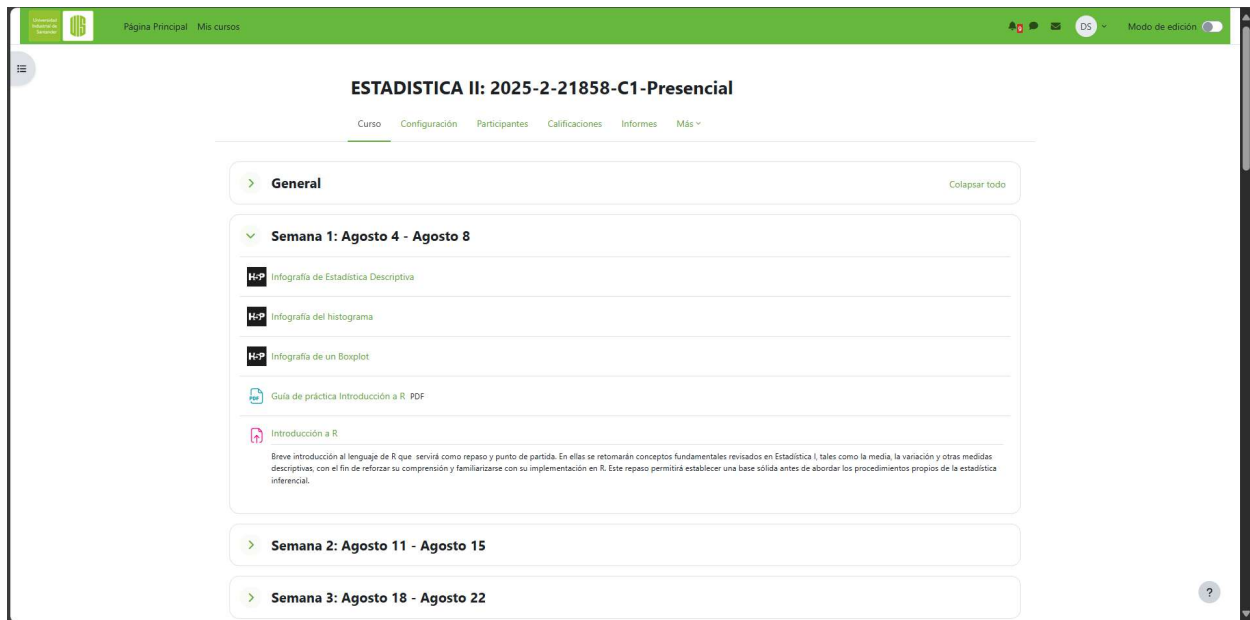 Universidad
Industrial de
Santander
UIS
Página Principal Mis cursos
DS
Modo de edición
ESTADISTICA II: 2025-2-21858-C1-Presencial
Curso Configuración Participantes Calificaciones Informes Más
General
Colapsar todo
Semana 1: Agosto 4 - Agosto 8
H-P Infografía de Estadística Descriptiva
H-P Infografía del histograma
H-P Infografía de un Boxplot
PDF Guía de práctica Introducción a R PDF
Introducción a R
Breve introducción al lenguaje de R que servirá como repaso y punto de partida. En ellas se retomarán conceptos fundamentales revisados en Estadística I, tales como la media, la variación y otras medidas
descriptivas, con el fin de reforzar su comprensión y familiarizarse con su implementación en R. Este repaso permitirá establecer una base sólida antes de abordar los procedimientos propios de la estadística
inferencial.
Semana 2: Agosto 11 - Agosto 15
Semana 3: Agosto 18 - Agosto 22
?